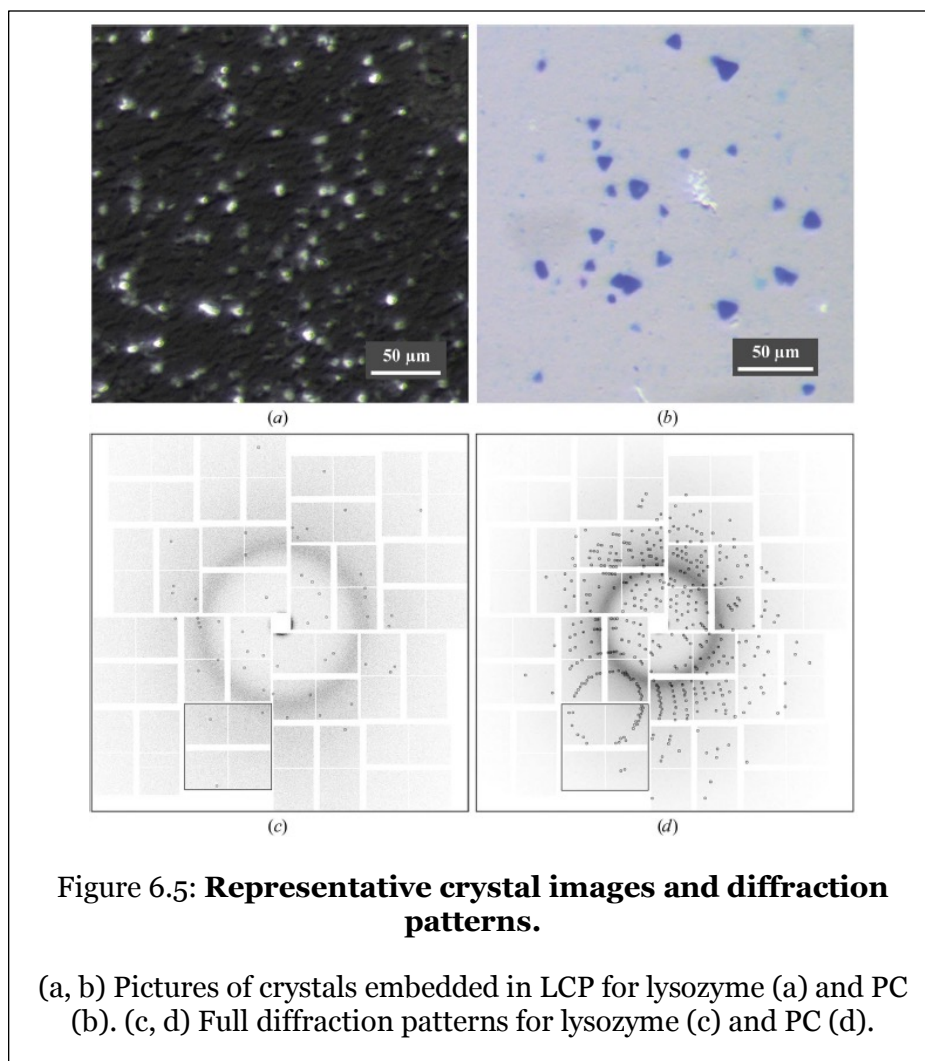 50 µm
50 µm
(a)
(b)
(c)
(d)
Figure 6.5: Representative crystal images and diffraction
patterns.
(a, b) Pictures of crystals embedded in LCP for lysozyme (a) and PC
(b). (c, d) Full diffraction patterns for lysozyme (c) and PC (d).